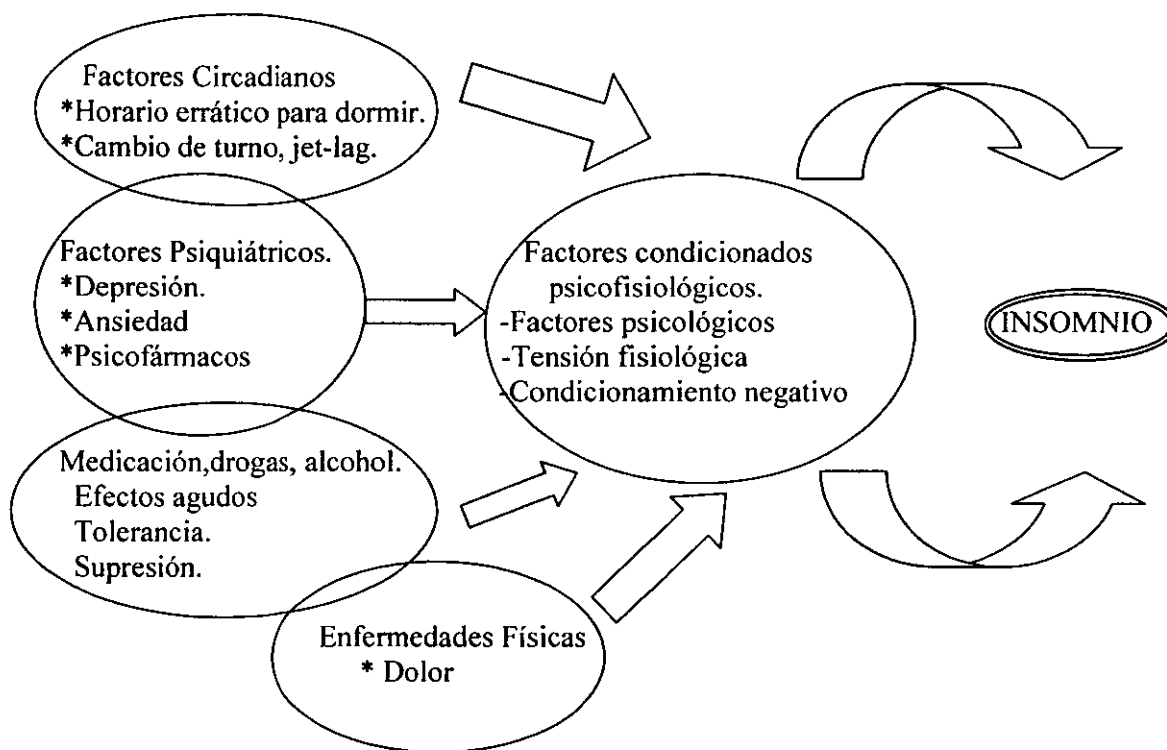 Factores Circadianos
*Horario errático para dormir.
*Cambio de turno, jet-lag.
Factores Psiquiátricos.
*Depresión.
*Ansiedad
*Psicofármacos
Medicación,drogas, alcohol.
Efectos agudos
Tolerancia.
Supresión.
Enfermedades Físicas
* Dolor
Factores condicionados
psicofisiológicos.
-Factores psicológicos
-Tensión fisiológica
-Condicionamiento negativo
INSOMNIO